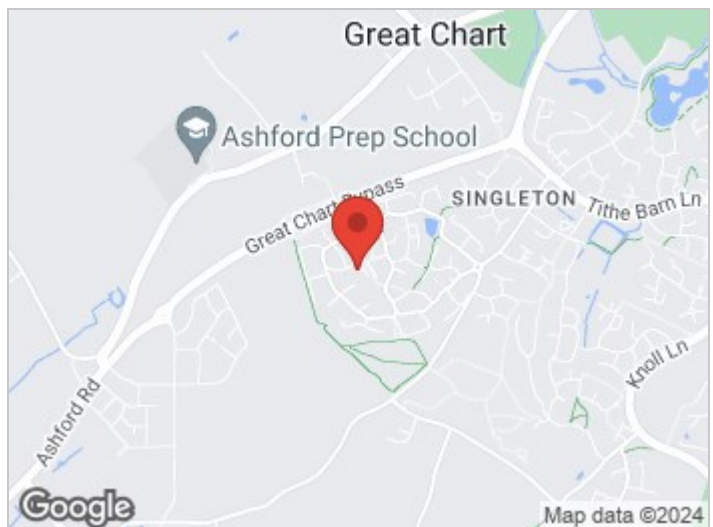 Great Chart
Ashford Prep School
Great Chart Bypass
SINGLETON
Tithe Barn Ln
Knoll Ln
Ashford Rd
Google
Map data ©2024